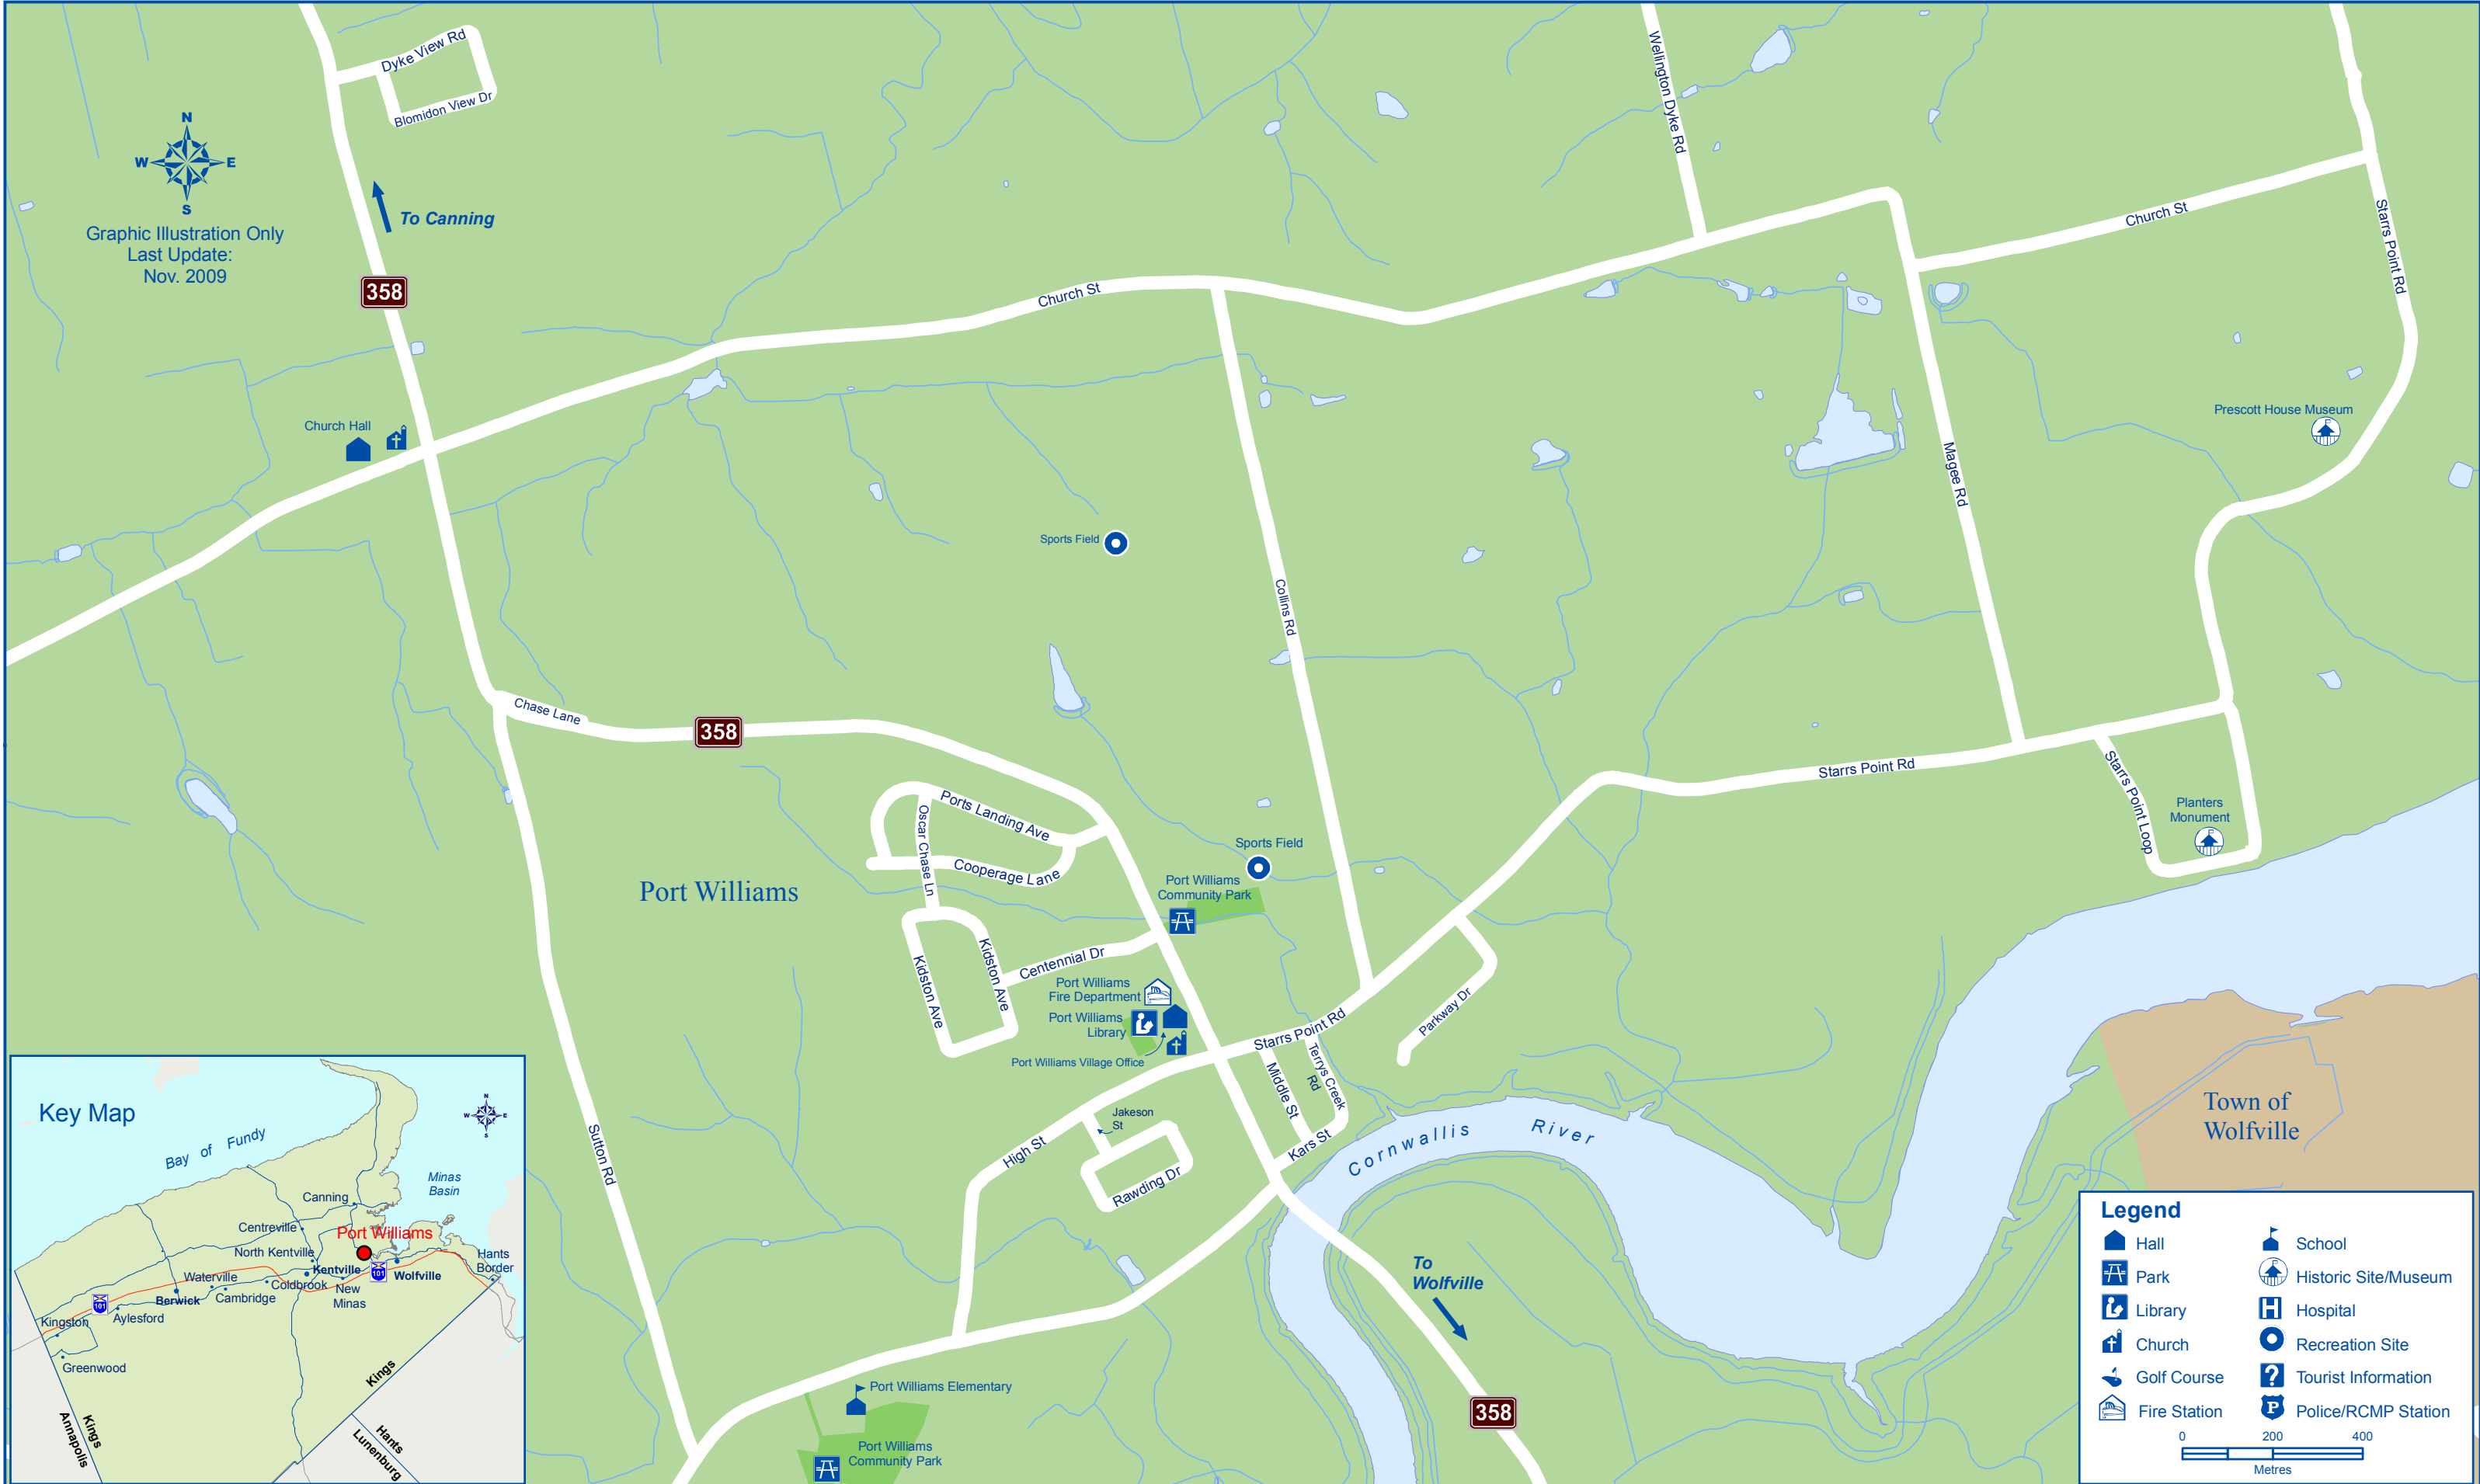 Dyke View Rd
Blomidon View Dr
N
W
E
S
Graphic Illustration Only
Last Update:
Nov. 2009
To Canning
358
Wellington Dyke Rd
Church St
Starrs Point Rd
Church St
Church Hall
Prescott House Museum
Magee Rd
Sports Field
Collins Rd
Chase Lane
358
Starrs Point Rd
Starrs Point Loop
Planters
Monument
Ports Landing Ave
Oscar Chase Ln
Cooperage Lane
Port Williams
Sports Field
Port Williams
Community Park
Kidston Ave
Kidston Ave
Centennial Dr
Port Williams
Fire Department
Port Williams
Library
Port Williams Village Office
Starrs Point Rd
Parkway Dr
Middle St
Terrys Creek
Rd
Kars St
Jakeson
St
High St
Rawding Dr
Sutton Rd
Cornwallis River
Town of
Wolfville
To
Wolfville
358
Port Williams Elementary
Port Williams
Community Park
Key Map
N
W
E
S
Bay of Fundy
Minas
Basin
Canning
Centreville
Port Williams
North Kentville
Kentville
101
Wolfville
Hants
Border
Waterville
Coldbrook
New
Minas
Berwick
Cambridge
101
Aylesford
Kingston
Greenwood
Kings
Kings
Annapolis
Hants
Lunenburg
Legend
Hall
School
Park
Historic Site/Museum
Library
H
Hospital
Church
Recreation Site
Golf Course
?
Tourist Information
Fire Station
P
Police/RCMP Station
0 200 400
Metres